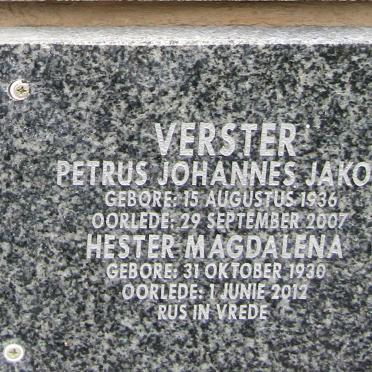 VERSTER
PETRUS JOHANNES JAKO
GEBORE: 15 AUGUSTUS 1936
OORLEDE: 29 SEPTEMBER 2007
HESTER MAGDALENA
GEBORE: 31 OKTOBER 1930
OORLEDE: 1 JUNIE 2012
RUS IN VREDE